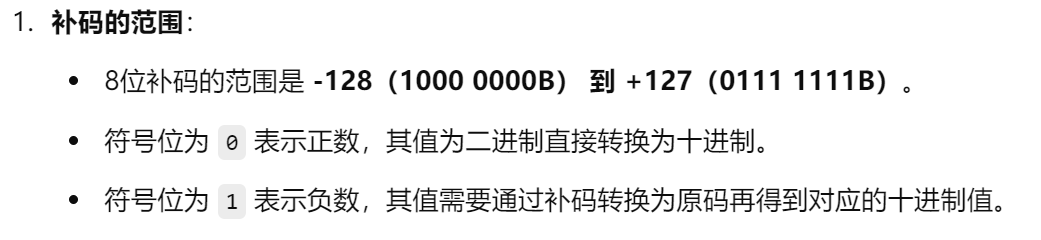 1. 补码的范围：
• 8位补码的范围是 -128（1000 0000B） 到 +127（0111 1111B）。
• 符号位为 0 表示正数，其值为二进制直接转换为十进制。
• 符号位为 1 表示负数，其值需要通过补码转换为原码再得到对应的十进制值。